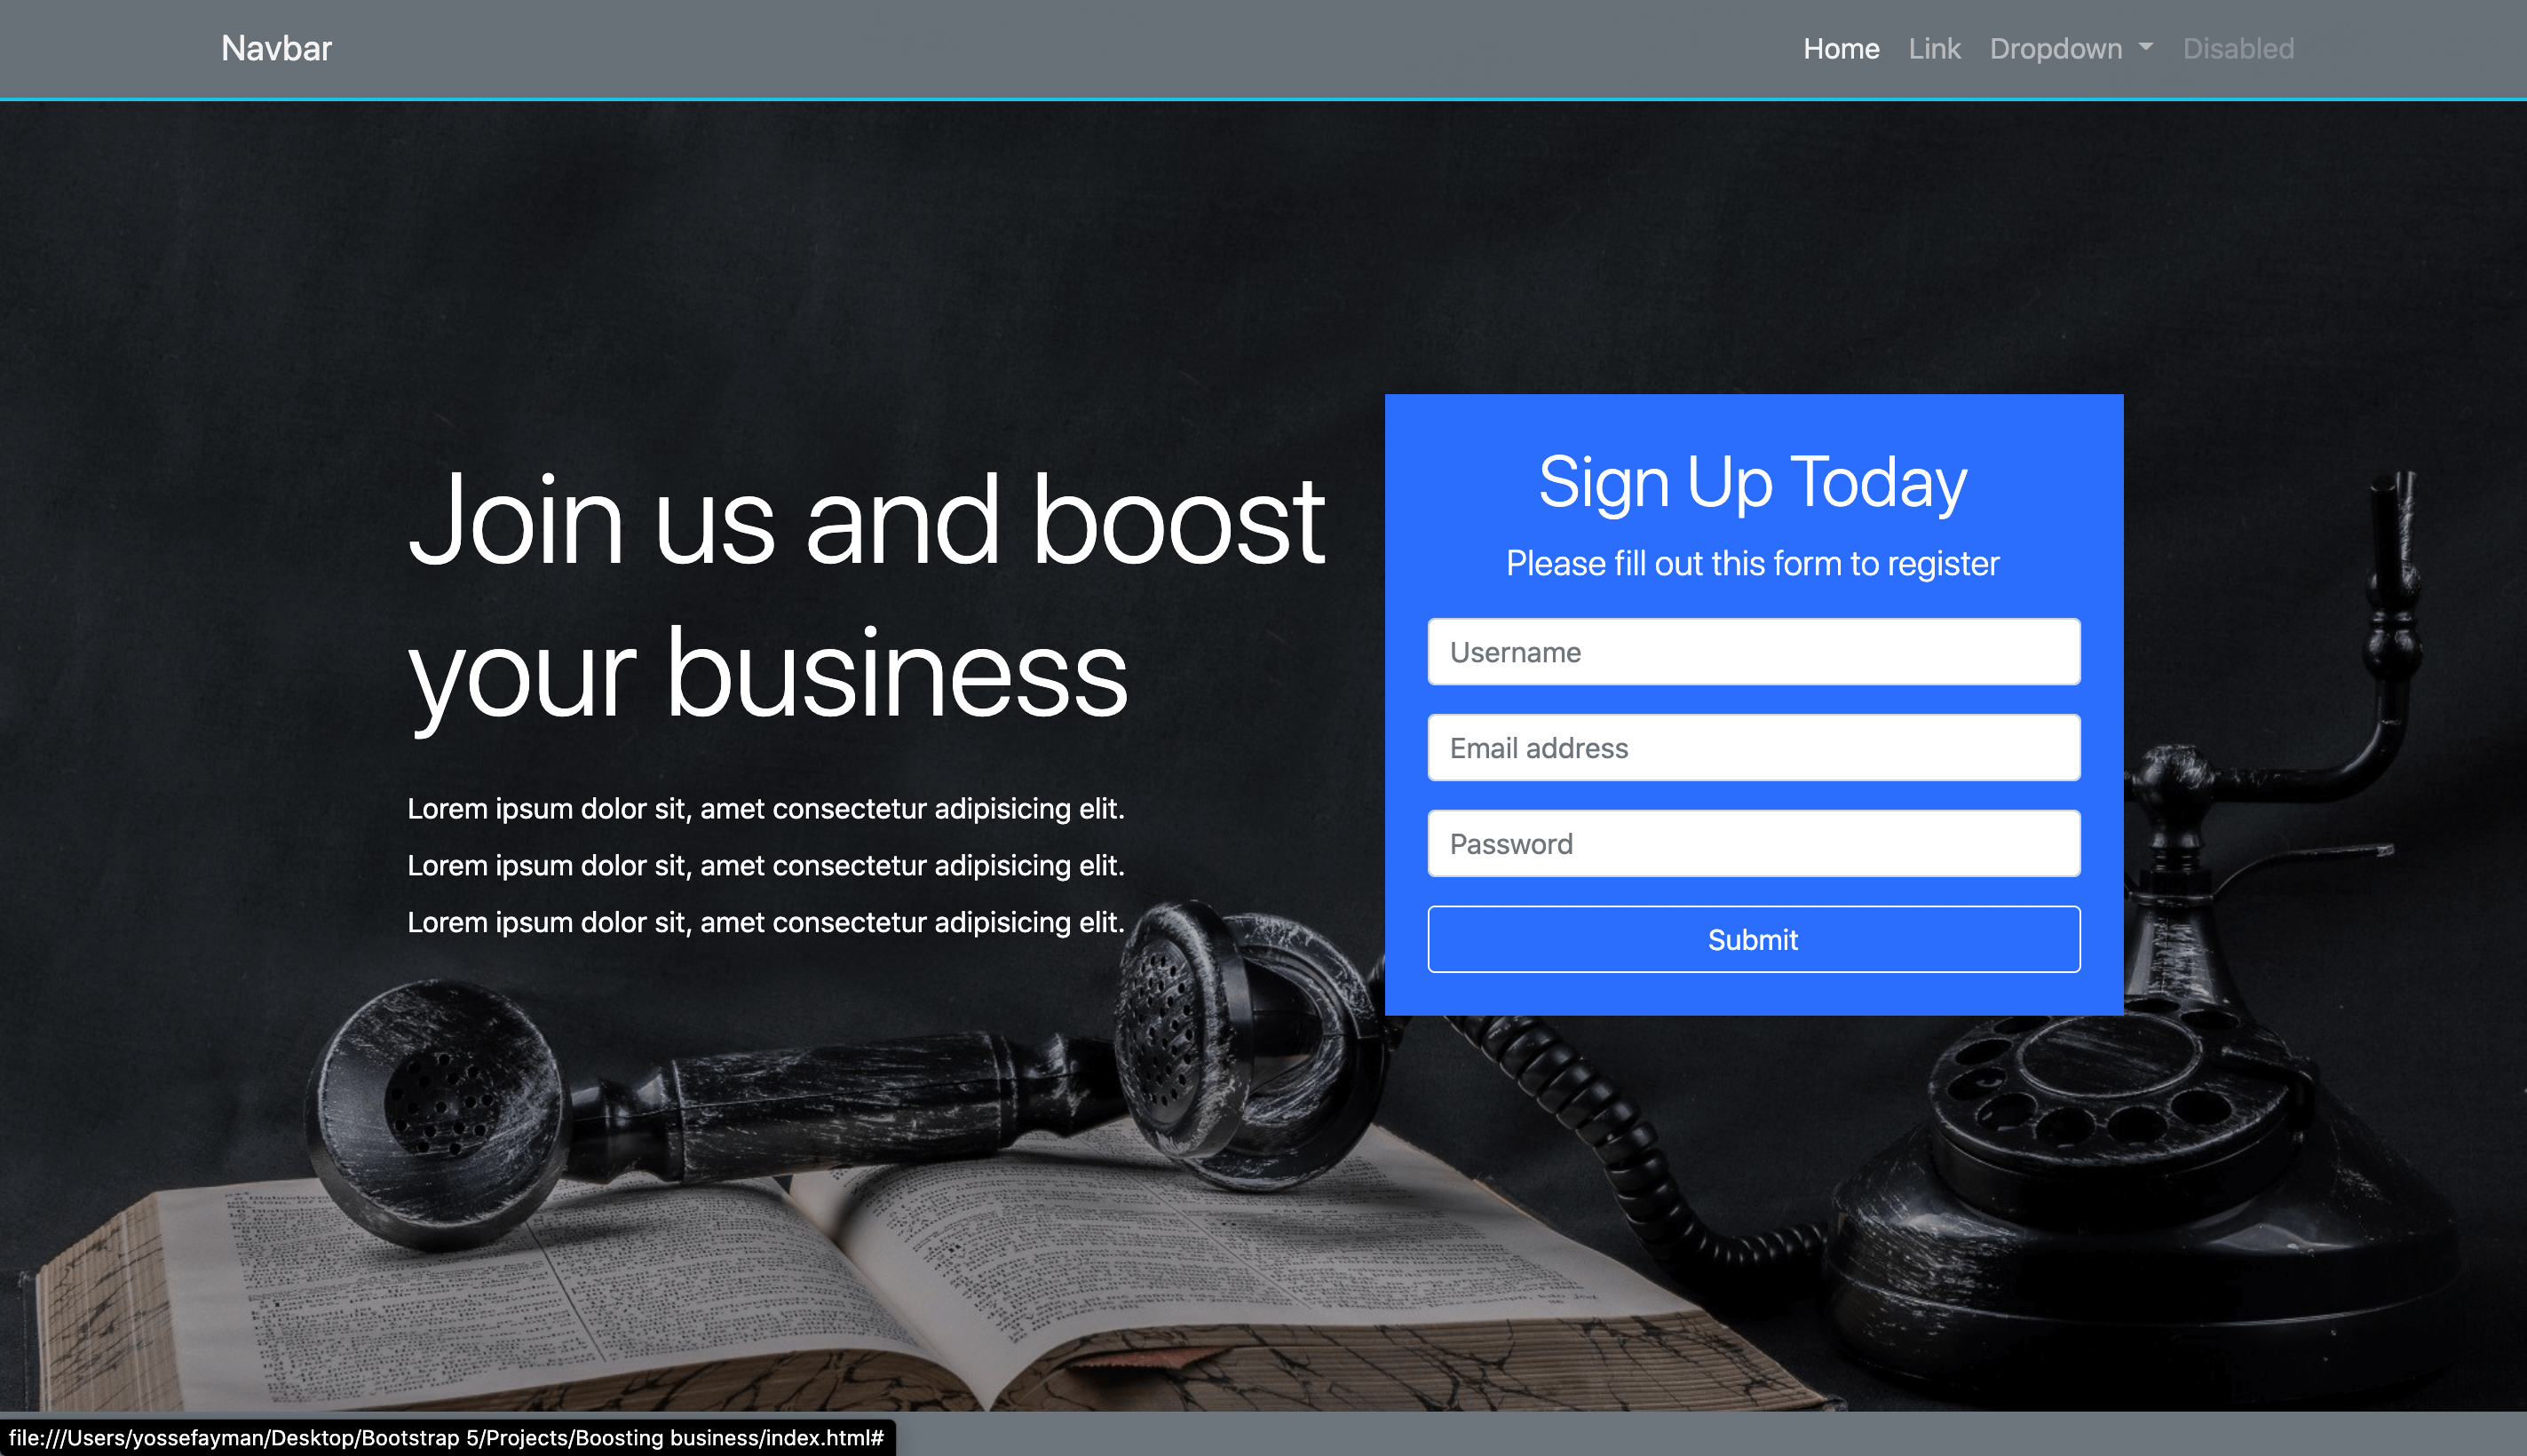 Navbar
Home Link Dropdown Disabled
Join us and boost
your business
Lorem ipsum dolor sit, amet consectetur adipisicing elit.
Lorem ipsum dolor sit, amet consectetur adipisicing elit.
Lorem ipsum dolor sit, amet consectetur adipisicing elit.
Sign Up Today
Please fill out this form to register
Username
Email address
Password
Submit
file:///Users/yossefayman/Desktop/Bootstrap 5/Projects/Boosting business/index.html#